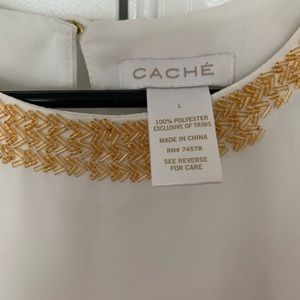 CACHÉ
L
100% POLYESTER
EXCLUSIVE OF TRIMS
MADE IN CHINA
RN# 74578
SEE REVERSE
FOR CARE